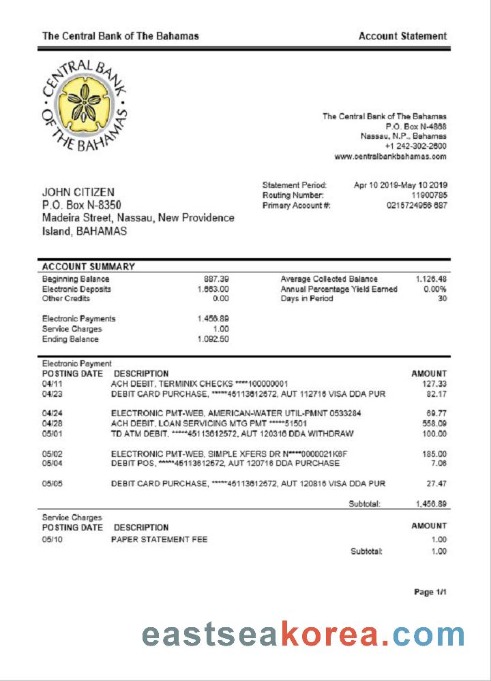 The Central Bank of The Bahamas Account Statement
CENTRAL BANK OF THE BAHAMAS
The Central Bank of The Bahamas
P.O. Box N-4868
Nassau, N.P., Bahamas
+1 242-302-2600
www.centralbankbahamas.com
JOHN CITIZEN
P.O. Box N-8350
Madeira Street, Nassau, New Providence
Island, BAHAMAS
Statement Period: Apr 10 2019-May 10 2019
Routing Number: 11900785
Primary Account #: 0215724956 687
ACCOUNT SUMMARY
Beginning Balance 887.39 Average Collected Balance 1,126.48
Electronic Deposits 1,663.00 Annual Percentage Yield Earned 0.00%
Other Credits 0.00 Days in Period 30
Electronic Payments 1,456.89
Service Charges 1.00
Ending Balance 1,092.50
Electronic Payment
POSTING DATE DESCRIPTION AMOUNT
04/11 ACH DEBIT, TERMINIX CHECKS ****100000001 127.33
04/23 DEBIT CARD PURCHASE, *****45113612672, AUT 112716 VISA DDA PUR 82.17
04/24 ELECTRONIC PMT-WEB, AMERICAN-WATER UTIL-PMNT 0533284 69.77
04/28 ACH DEBIT, LOAN SERVICING MTG PMT *****51501 558.09
05/01 TD ATM DEBIT, *****45113612672, AUT 120316 DDA WITHDRAW 100.00
05/02 ELECTRONIC PMT-WEB, SIMPLE XFERS DR N****0000021K6F 185.00
05/04 DEBIT POS, *****45113612672, AUT 120716 DDA PURCHASE 7.06
05/05 DEBIT CARD PURCHASE, *****45113612672, AUT 120816 VISA DDA PUR 27.47
Subtotal: 1,456.89
Service Charges
POSTING DATE DESCRIPTION AMOUNT
05/10 PAPER STATEMENT FEE 1.00
Subtotal: 1.00
Page 1/1
eastseakorea.com